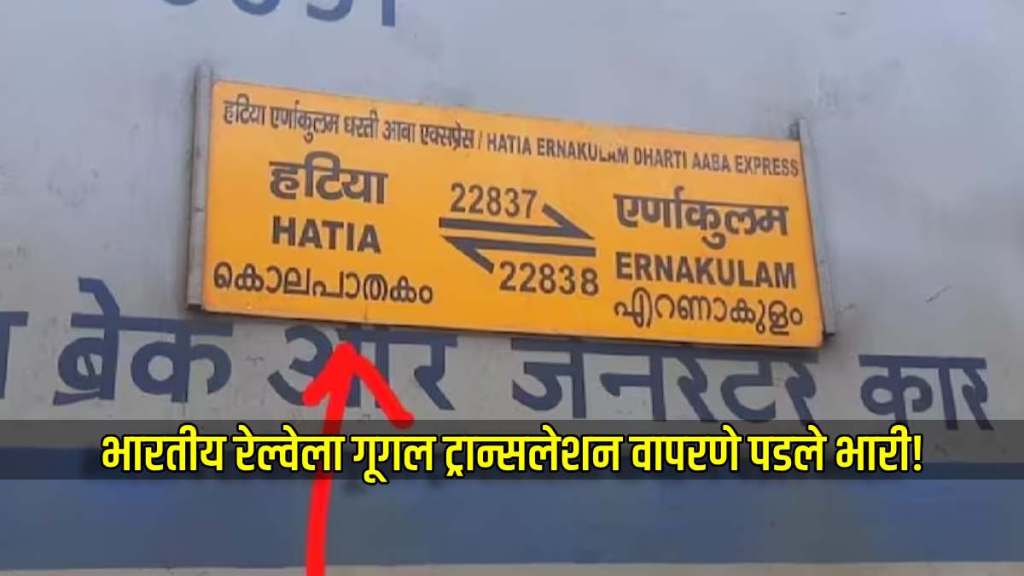 हटिया एर्णाकुलम धरती आबा एक्सप्रेस / HATIA ERNAKULAM DHARTI AABA EXPRESS
हटिया 22837 एर्णाकुलम
HATIA ERNAKULAM
22838
കൊലപാതകം എറണാകുളം
ब्रेक और जनरेटर कार
भारतीय रेल्वेला गूगल ट्रान्सलेशन वापरणे पडले भारी!